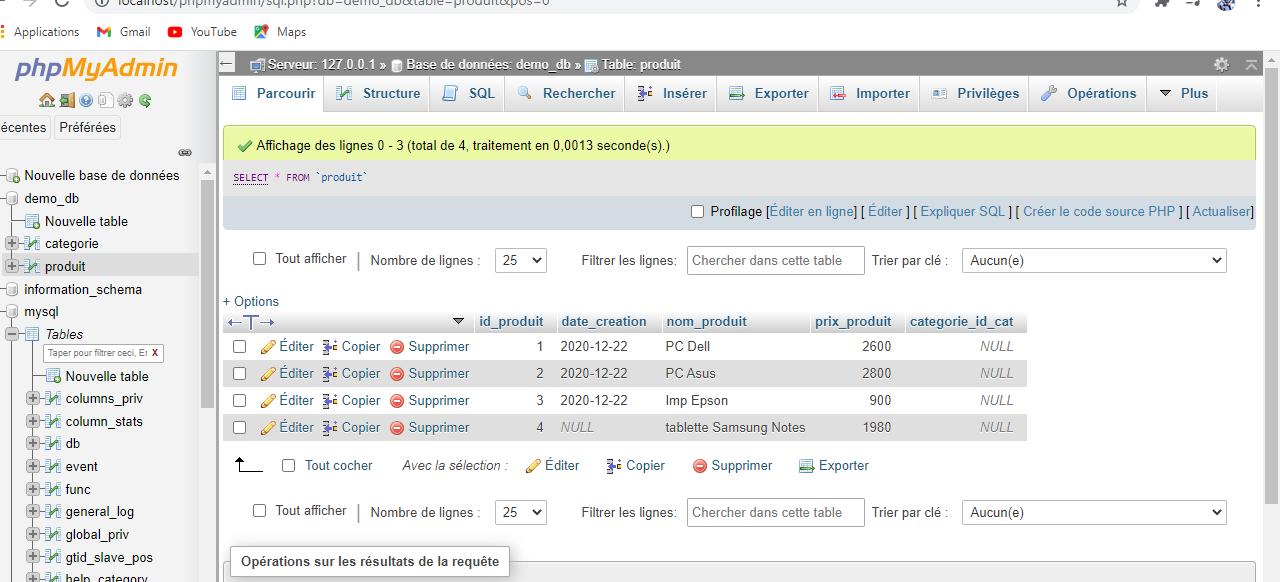 localhost/phpmyadmin/sql.php?db=demo_db&table=produit&pos=0
Applications Gmail YouTube Maps
phpMyAdmin
écentes Préférées
Nouvelle base de données
demo_db
Nouvelle table
categorie
produit
information_schema
mysql
Tables
Taper pour filtrer ceci, Er X
Nouvelle table
columns_priv
column_stats
db
event
func
general_log
global_priv
gtid_slave_pos
help_category
Serveur: 127.0.0.1 » Base de données: demo_db » Table: produit
Parcourir Structure SQL Rechercher Insérer Exporter Importer Privilèges Opérations Plus
Affichage des lignes 0 - 3 (total de 4, traitement en 0,0013 seconde(s).)
SELECT * FROM `produit`
Profilage [Éditer en ligne] [ Éditer ] [ Expliquer SQL ] [ Créer le code source PHP ] [ Actualiser]
Tout afficher | Nombre de lignes : 25 Filtrer les lignes: Chercher dans cette table Trier par clé : Aucun(e)
+ Options
id_produit date_creation nom_produit prix_produit categorie_id_cat
Éditer Copier Supprimer 1 2020-12-22 PC Dell 2600 NULL
Éditer Copier Supprimer 2 2020-12-22 PC Asus 2800 NULL
Éditer Copier Supprimer 3 2020-12-22 Imp Epson 900 NULL
Éditer Copier Supprimer 4 NULL tablette Samsung Notes 1980 NULL
Tout cocher Avec la sélection : Éditer Copier Supprimer Exporter
Tout afficher | Nombre de lignes : 25 Filtrer les lignes: Chercher dans cette table Trier par clé : Aucun(e)
Opérations sur les résultats de la requête